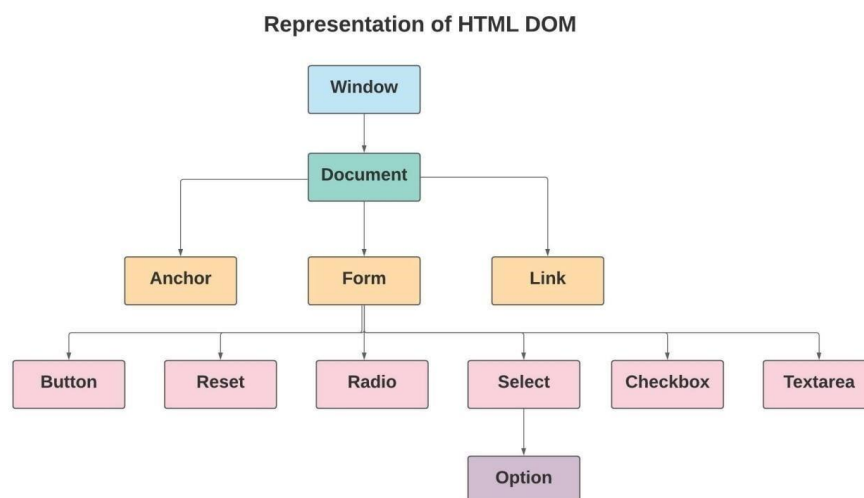 Representation of HTML DOM
Window
Document
Anchor
Form
Link
Button
Reset
Radio
Select
Checkbox
Textarea
Option